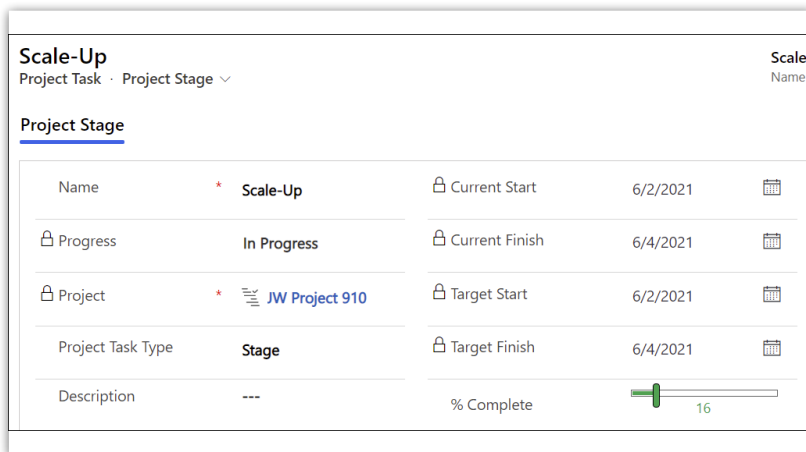 Scale-Up
Project Task · Project Stage
Scale
Name
Project Stage
Name * Scale-Up
Current Start 6/2/2021
Progress In Progress
Current Finish 6/4/2021
Project * JW Project 910
Target Start 6/2/2021
Project Task Type Stage
Target Finish 6/4/2021
Description ---
% Complete 16